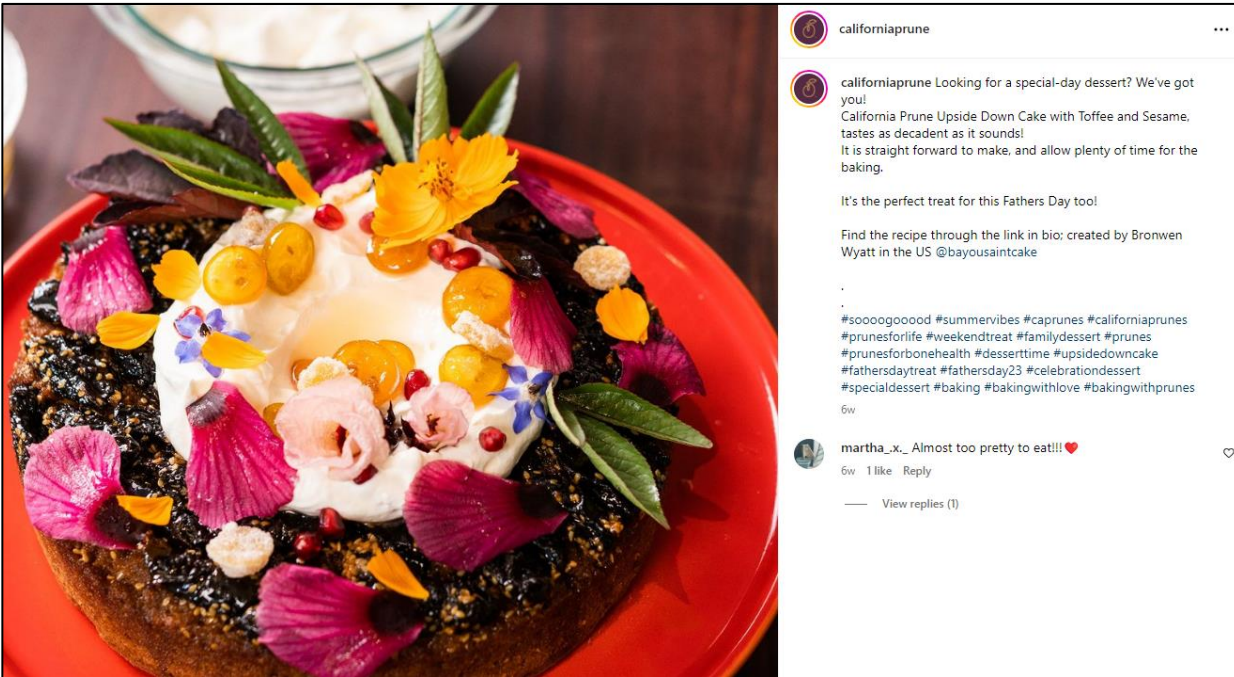 californiaprune
californiaprune Looking for a special-day dessert? We've got
you!
California Prune Upside Down Cake with Toffee and Sesame,
tastes as decadent as it sounds!
It is straight forward to make, and allow plenty of time for the
baking.
It's the perfect treat for this Fathers Day too!
Find the recipe through the link in bio; created by Bronwen
Wyatt in the US @bayousaintcake
.
.
#soooogooood #summervibes #caprunes #californiaprunes
#prunesforlife #weekendtreat #familydessert #prunes
#prunesforbonehealth #desserttime #upsidedowncake
#fathersdaytreat #fathersday23 #celebrationdessert
#specialdessert #baking #bakingwithlove #bakingwithprunes
6w
martha_.x._ Almost too pretty to eat!!!❤️
6w 1 like Reply
View replies (1)